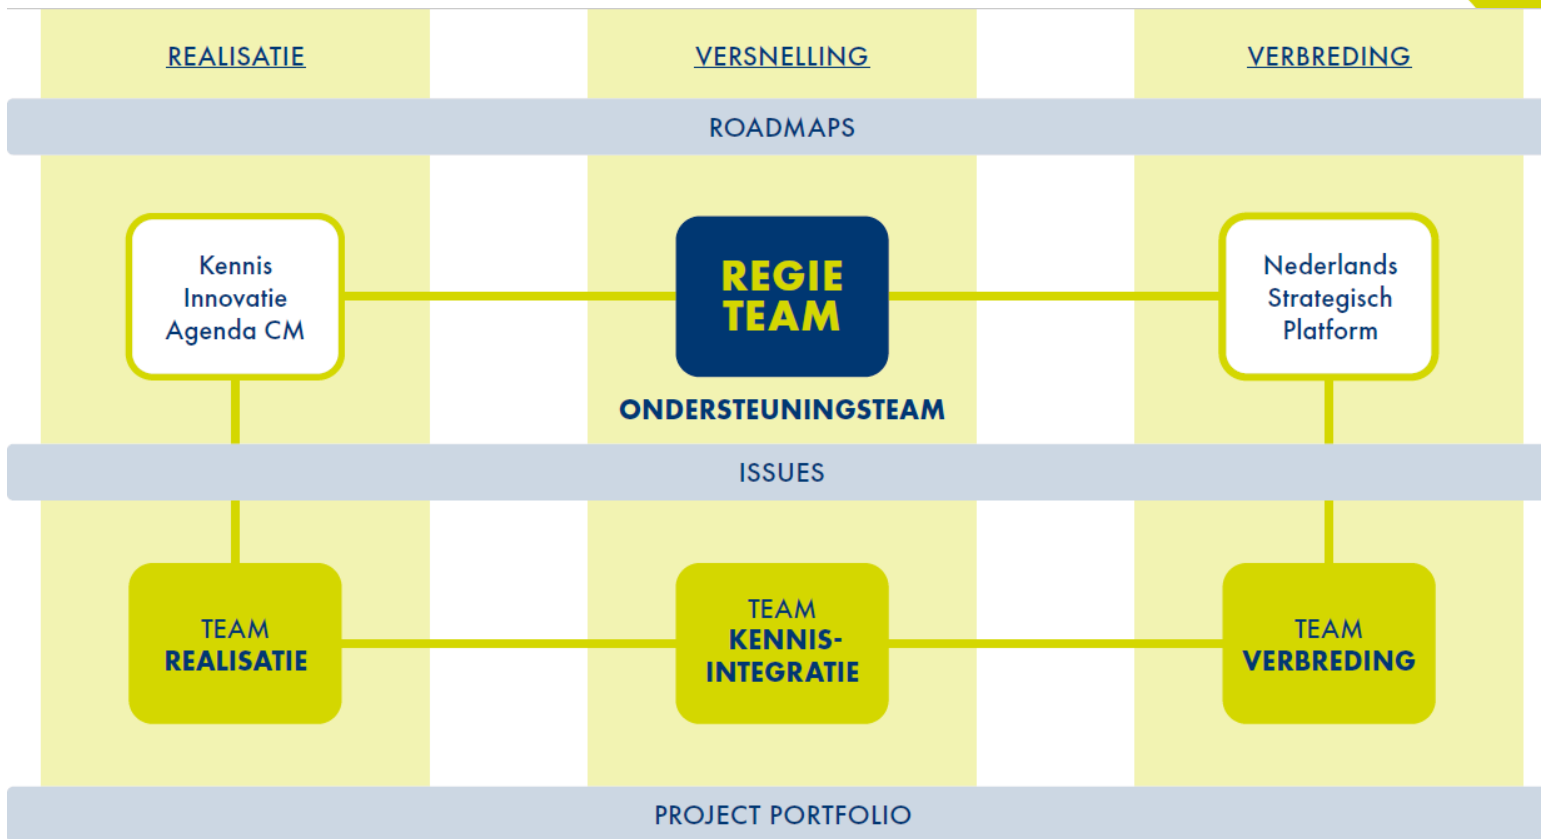 REALISATIE
VERSNELLING
VERBREDING
ROADMAPS
Kennis
Innovatie
Agenda CM
REGIE
TEAM
ONDERSTEUNINGSTEAM
Nederlands
Strategisch
Platform
ISSUES
TEAM
REALISATIE
TEAM
KENNIS-
INTEGRATIE
TEAM
VERBREDING
PROJECT PORTFOLIO